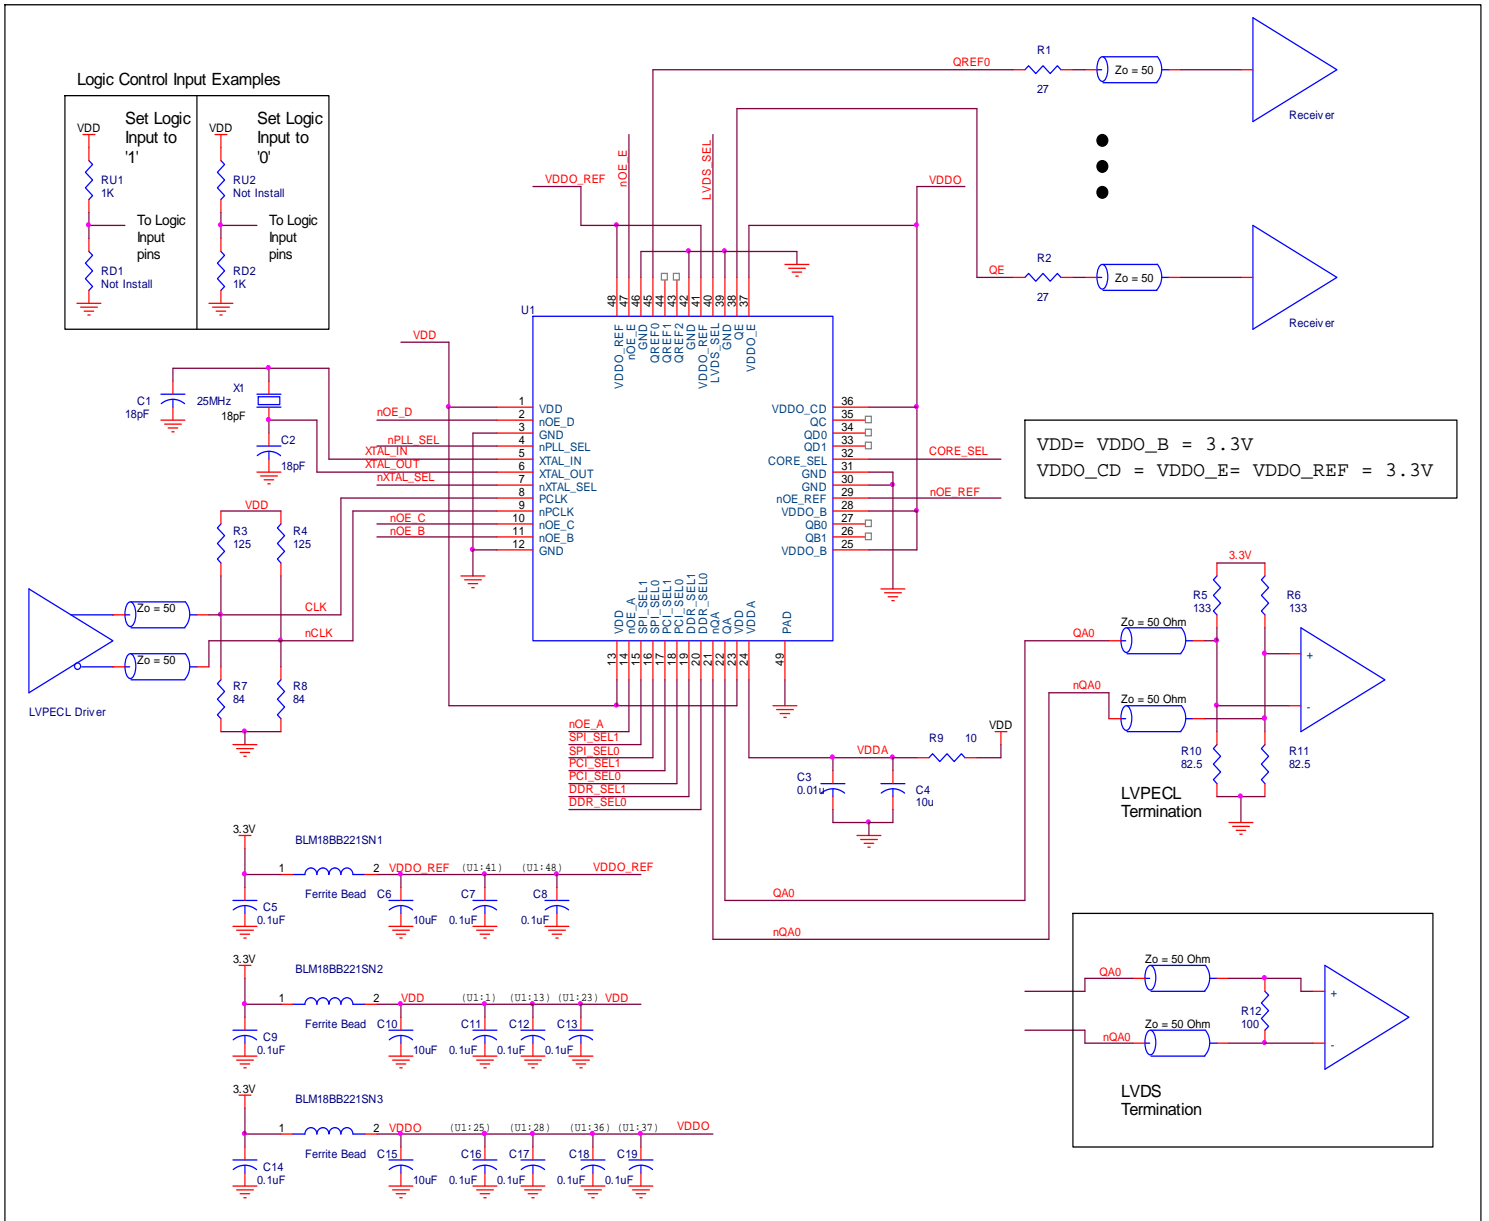 Logic Control Input Examples
VDD
Set Logic
Input to
'1'
RU1
1K
To Logic
Input
pins
RD1
Not Install
VDD
Set Logic
Input to
'0'
RU2
Not Install
To Logic
Input
pins
RD2
1K
QREF0
R1
27
Zo = 50
Receiver
QE
R2
27
Zo = 50
Receiver
VDDO_REF
nOE_E
LVDS_SEL
VDDO
U1
48
47
46
45
44
43
42
41
40
39
38
37
VDDO_REF
nOE_E
GND
QREF0
QREF1
QREF2
GND
VDDO_REF
LVDS_SEL
GND
QE
VDDO_E
VDD
C1
18pF
X1
25MHz
18pF
C2
18pF
nOE_D
nPLL_SEL
XTAL_IN
XTAL_OUT
nXTAL_SEL
nOE_C
nOE_B
1 VDD
2 nOE_D
3 GND
4 nPLL_SEL
5 XTAL_IN
6 XTAL_OUT
7 nXTAL_SEL
8 PCLK
9 nPCLK
10 nOE_C
11 nOE_B
12 GND
VDDO_CD 36
QC 35
QD0 34
QD1 33
CORE_SEL 32
GND 31
GND 30
nOE_REF 29
VDDO_B 28
QB0 27
QB1 26
VDDO_B 25
CORE_SEL
nOE_REF
VDD= VDDO_B = 3.3V
VDDO_CD = VDDO_E= VDDO_REF = 3.3V
VDD
nOE_A
SPI_SEL1
SPI_SEL0
PCI_SEL1
PCI_SEL0
DDR_SEL1
DDR_SEL0
nQA
QA
VDD
VDDA
PAD
13
14
15
16
17
18
19
20
21
22
23
24
49
VDD
R3
125
R4
125
Zo = 50
CLK
nCLK
Zo = 50
R7
84
R8
84
LVPECL Driver
nOE_A
SPI_SEL1
SPI_SEL0
PCI_SEL1
PCI_SEL0
DDR_SEL1
DDR_SEL0
VDDA
R9
10
VDD
C3
0.01u
C4
10u
3.3V
R5
133
R6
133
QA0
Zo = 50 Ohm
nQA0
Zo = 50 Ohm
+
-
R10
82.5
R11
82.5
LVPECL
Termination
QA0
nQA0
3.3V
BLM18BB221SN1
1
2
Ferrite Bead
VDDO_REF
(U1:41)
(U1:48)
VDDO_REF
C5
0.1uF
C6
10uF
C7
0.1uF
C8
0.1uF
3.3V
BLM18BB221SN2
1
2
Ferrite Bead
VDD
(U1:1)
(U1:13)
(U1:23)
VDD
C9
0.1uF
C10
10uF
C11
0.1uF
C12
0.1uF
C13
0.1uF
3.3V
BLM18BB221SN3
1
2
Ferrite Bead
VDDO
(U1:25)
(U1:28)
(U1:36)
(U1:37)
VDDO
C14
0.1uF
C15
10uF
C16
0.1uF
C17
0.1uF
C18
0.1uF
C19
0.1uF
QA0
Zo = 50 Ohm
R12
100
nQA0
Zo = 50 Ohm
+
-
LVDS
Termination